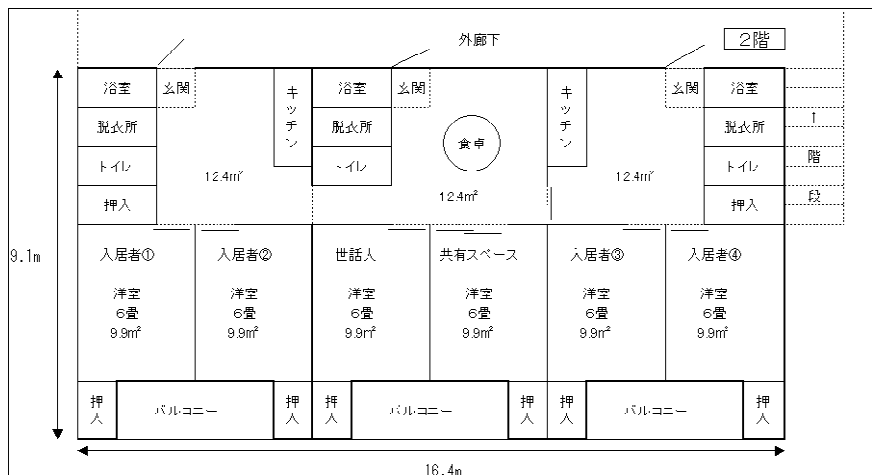 外廊下
2階
浴室
玄関
キッチン
浴室
玄関
キッチン
玄関
浴室
脱衣所
脱衣所
食卓
脱衣所
↑
トイレ
トイレ
トイレ
階
12.4㎡
12.4㎡
12.4㎡
押入
押入
段
9.1m
入居者①
入居者②
世話人
共有スペース
入居者③
入居者④
洋室
洋室
洋室
洋室
洋室
洋室
6畳
6畳
6畳
6畳
6畳
6畳
9.9㎡
9.9㎡
9.9㎡
9.9㎡
9.9㎡
9.9㎡
押入
バルコニー
押入
押入
バルコニー
押入
押入
バルコニー
押入
16.4m